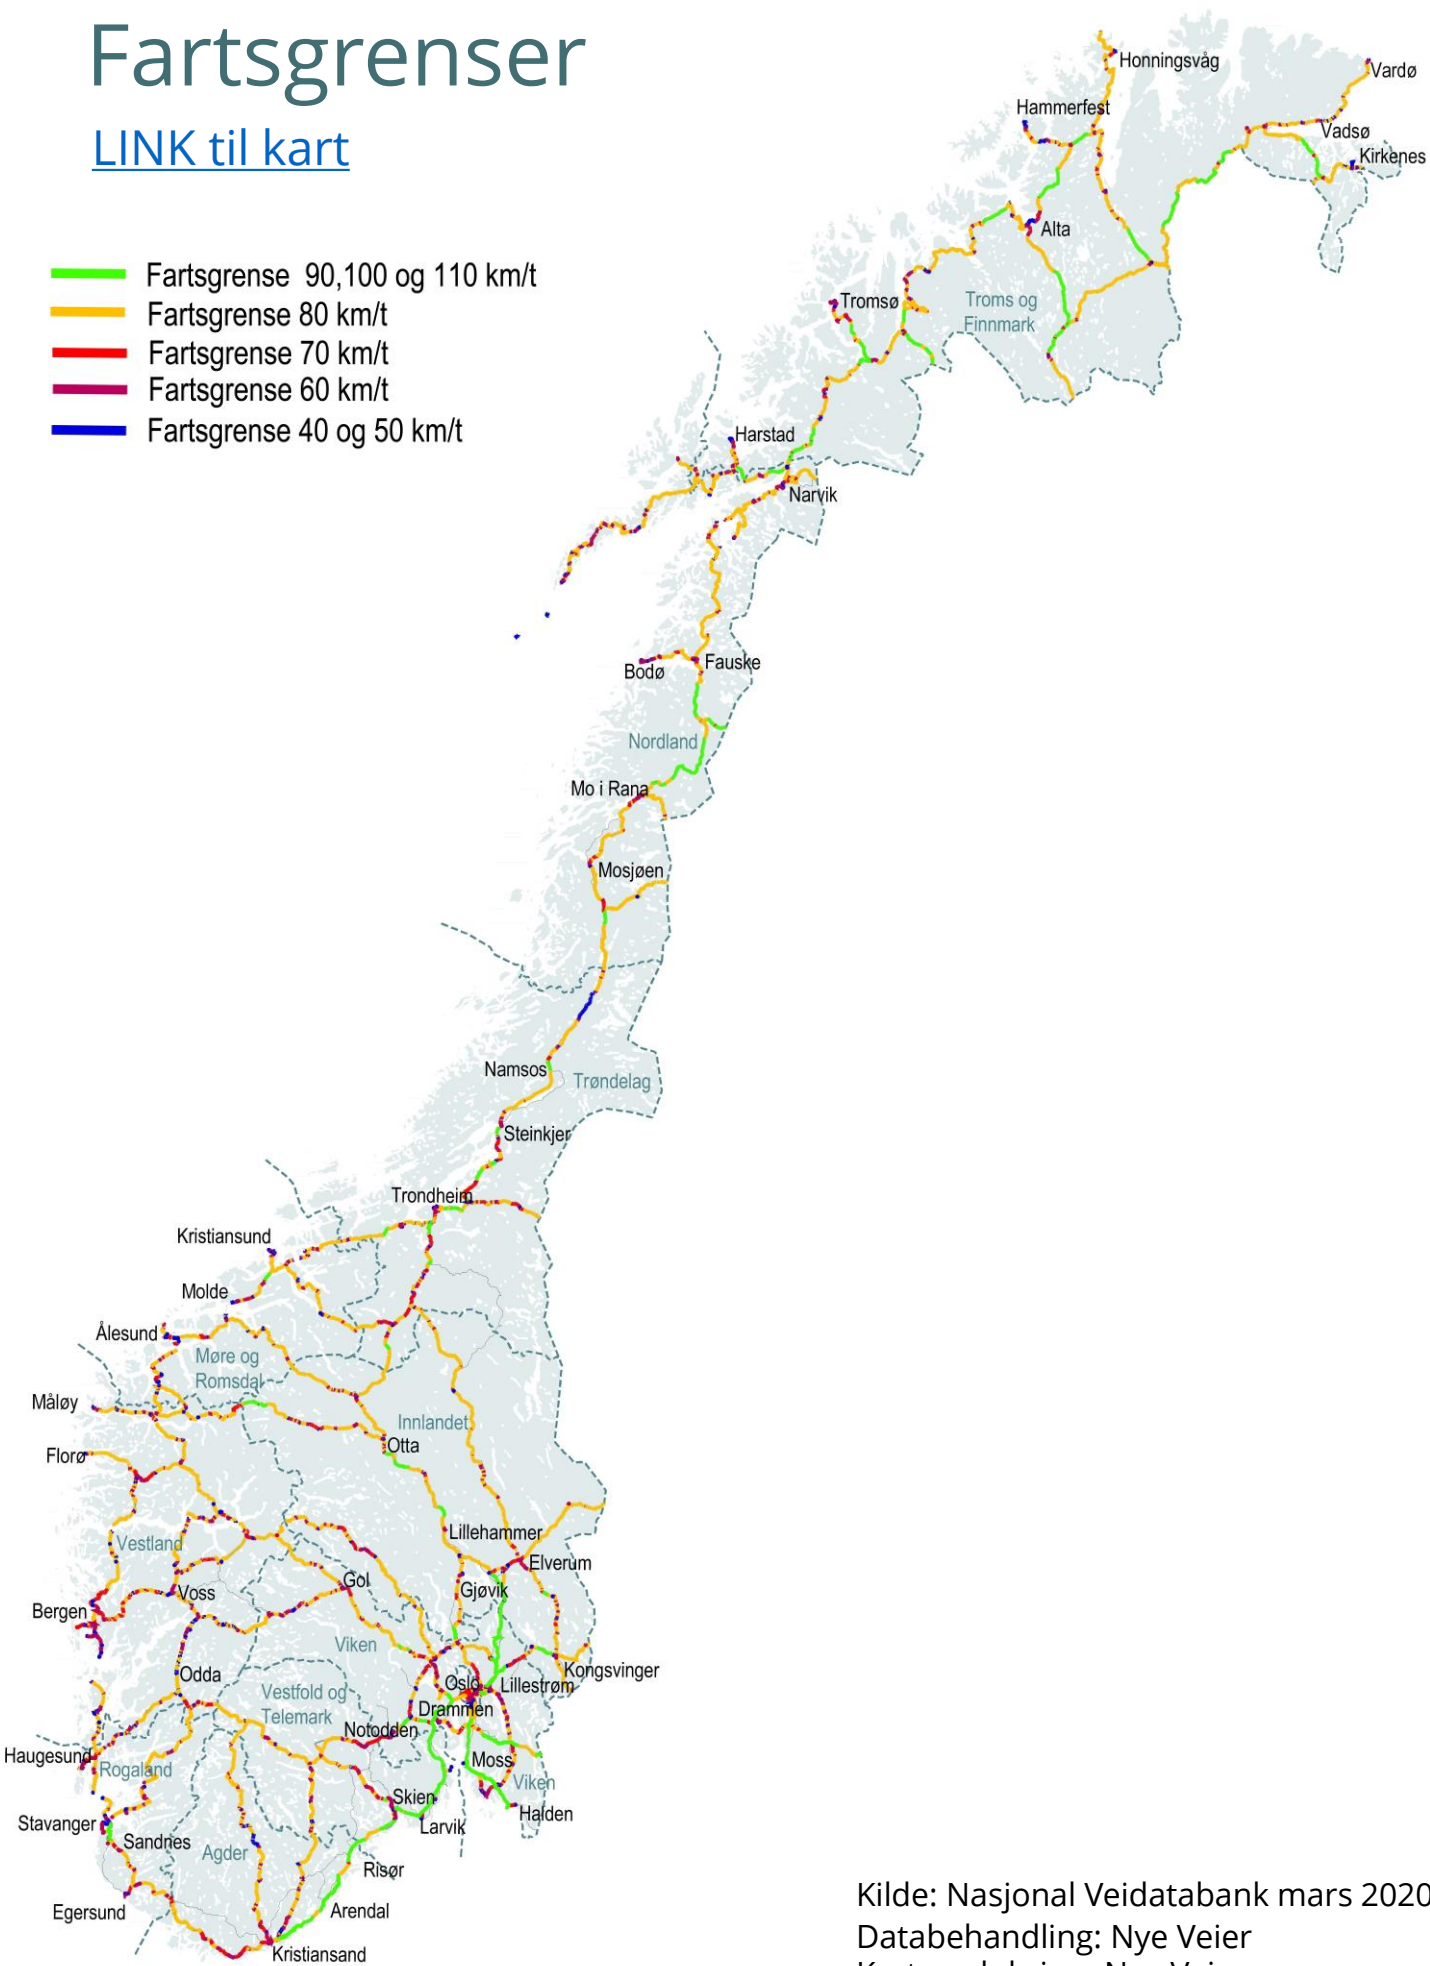 Fartsgrenser
LINK til kart
Fartsgrense 90,100 og 110 km/t
Fartsgrense 80 km/t
Fartsgrense 70 km/t
Fartsgrense 60 km/t
Fartsgrense 40 og 50 km/t
Honningsvåg
Vardø
Hammerfest
Vadsø
Kirkenes
Alta
Tromsø
Troms og
Finnmark
Harstad
Narvik
Fauske
Bodø
Nordland
Mo i Rana
Mosjøen
Namsos
Trøndelag
Steinkjer
Trondheim
Kristiansund
Molde
Ålesund
Møre og
Romsdal
Måløy
Innlandet
Otta
Florø
Lillehammer
Vestland
Elverum
Gol
Gjøvik
Voss
Bergen
Viken
Kongsvinger
Odda
Oslo
Lillestrøm
Vestfold og
Telemark
Drammen
Notodden
Haugesund
Rogaland
Moss
Viken
Skien
Halden
Stavanger
Larvik
Sandnes
Agder
Risør
Egersund
Arendal
Kristiansand
Kilde: Nasjonal Veidatabank mars 2020
Databehandling: Nye Veier